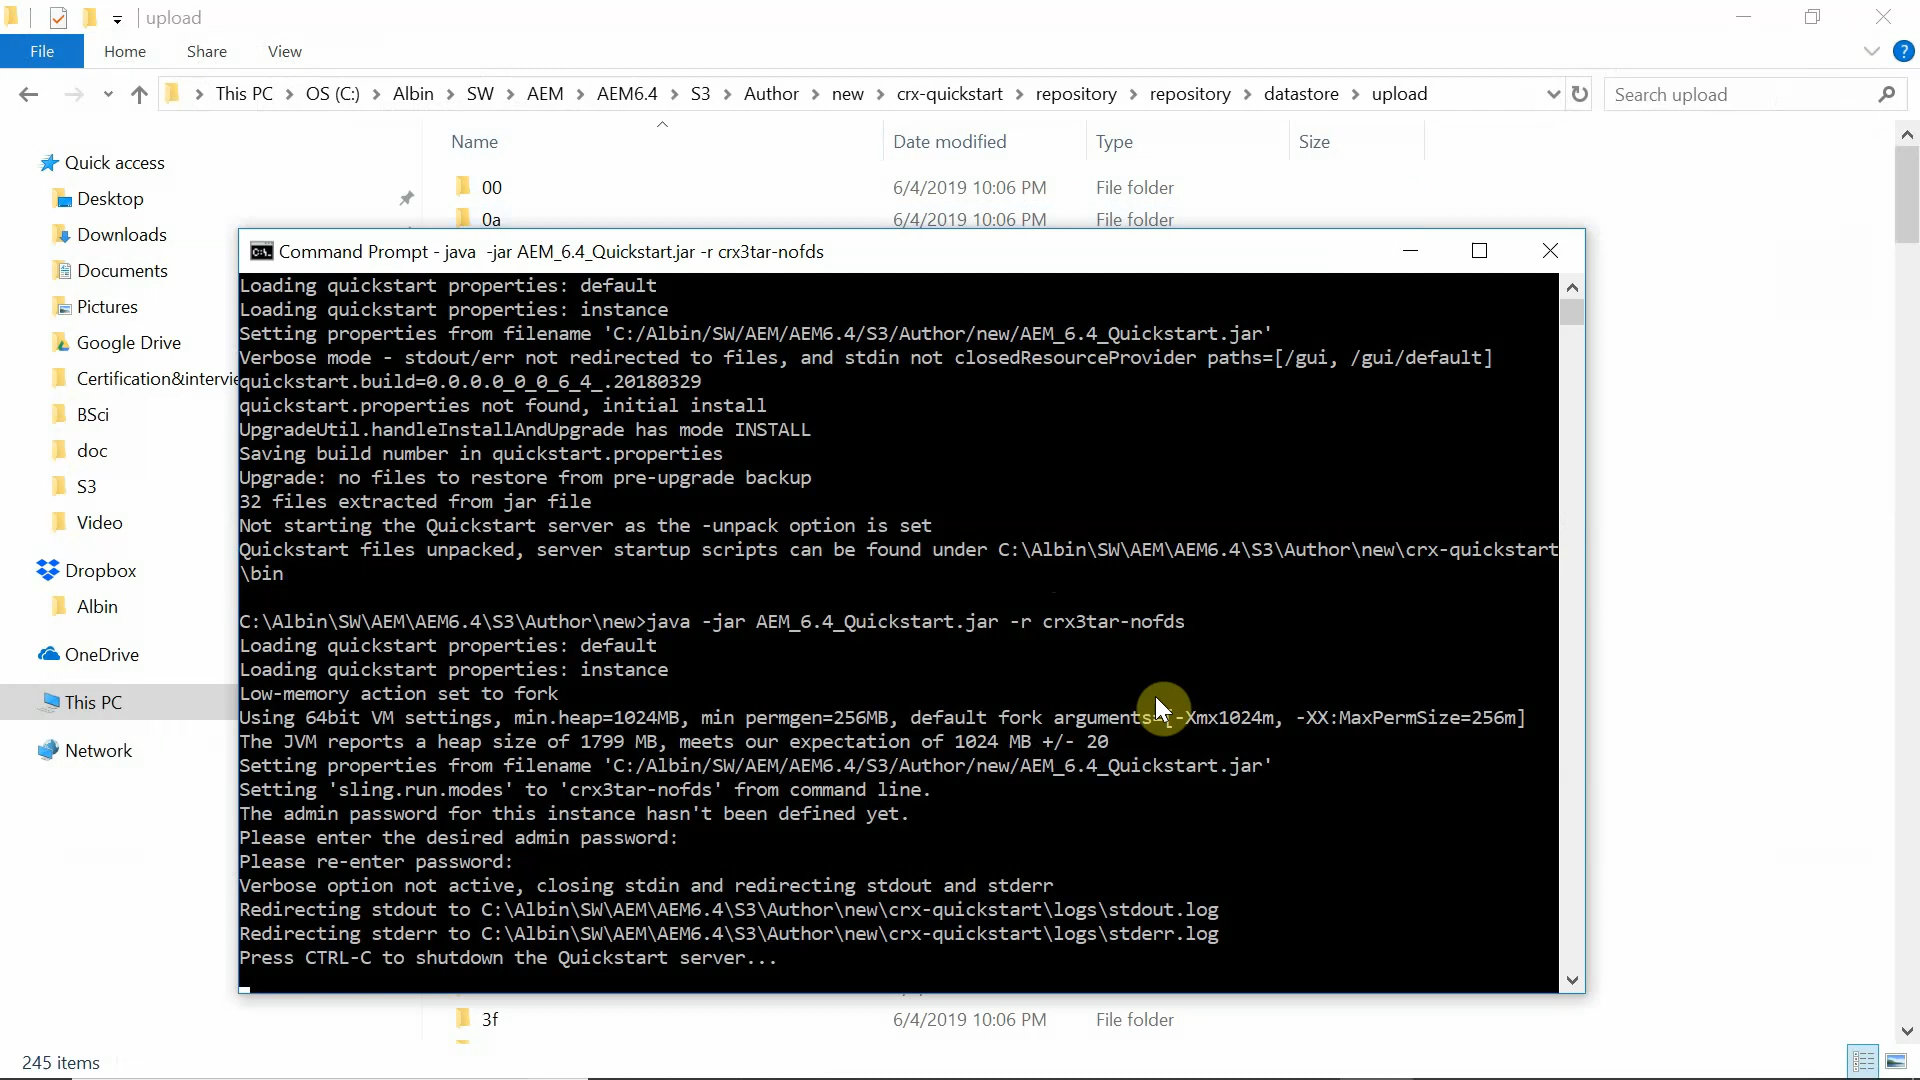 upload
File
Home
Share
View
This PC
OS (C:)
Albin
SW
AEM
AEM6.4
S3
Author
new
crx-quickstart
repository
repository
datastore
upload
Search upload
Name
Date modified
Type
Size
Quick access
Desktop
Downloads
Documents
Pictures
Google Drive
Certification&intervie
BSci
doc
S3
Video
Dropbox
Albin
OneDrive
This PC
Network
00 6/4/2019 10:06 PM File folder
0a 6/4/2019 10:06 PM File folder
Command Prompt - java -jar AEM_6.4_Quickstart.jar -r crx3tar-nofds
Loading quickstart properties: default
Loading quickstart properties: instance
Setting properties from filename 'C:/Albin/SW/AEM/AEM6.4/S3/Author/new/AEM_6.4_Quickstart.jar'
Verbose mode - stdout/err not redirected to files, and stdin not closedResourceProvider paths=[/gui, /gui/default]
quickstart.build=0.0.0.0_0_0_6_4_.20180329
quickstart.properties not found, initial install
UpgradeUtil.handleInstallAndUpgrade has mode INSTALL
Saving build number in quickstart.properties
Upgrade: no files to restore from pre-upgrade backup
32 files extracted from jar file
Not starting the Quickstart server as the -unpack option is set
Quickstart files unpacked, server startup scripts can be found under C:\Albin\SW\AEM\AEM6.4\S3\Author\new\crx-quickstart
\bin
C:\Albin\SW\AEM\AEM6.4\S3\Author\new>java -jar AEM_6.4_Quickstart.jar -r crx3tar-nofds
Loading quickstart properties: default
Loading quickstart properties: instance
Low-memory action set to fork
Using 64bit VM settings, min.heap=1024MB, min permgen=256MB, default fork arguments=[-Xmx1024m, -XX:MaxPermSize=256m]
The JVM reports a heap size of 1799 MB, meets our expectation of 1024 MB +/- 20
Setting properties from filename 'C:/Albin/SW/AEM/AEM6.4/S3/Author/new/AEM_6.4_Quickstart.jar'
Setting 'sling.run.modes' to 'crx3tar-nofds' from command line.
The admin password for this instance hasn't been defined yet.
Please enter the desired admin password:
Please re-enter password:
Verbose option not active, closing stdin and redirecting stdout and stderr
Redirecting stdout to C:\Albin\SW\AEM\AEM6.4\S3\Author\new\crx-quickstart\logs\stdout.log
Redirecting stderr to C:\Albin\SW\AEM\AEM6.4\S3\Author\new\crx-quickstart\logs\stderr.log
Press CTRL-C to shutdown the Quickstart server...
3f 6/4/2019 10:06 PM File folder
245 items